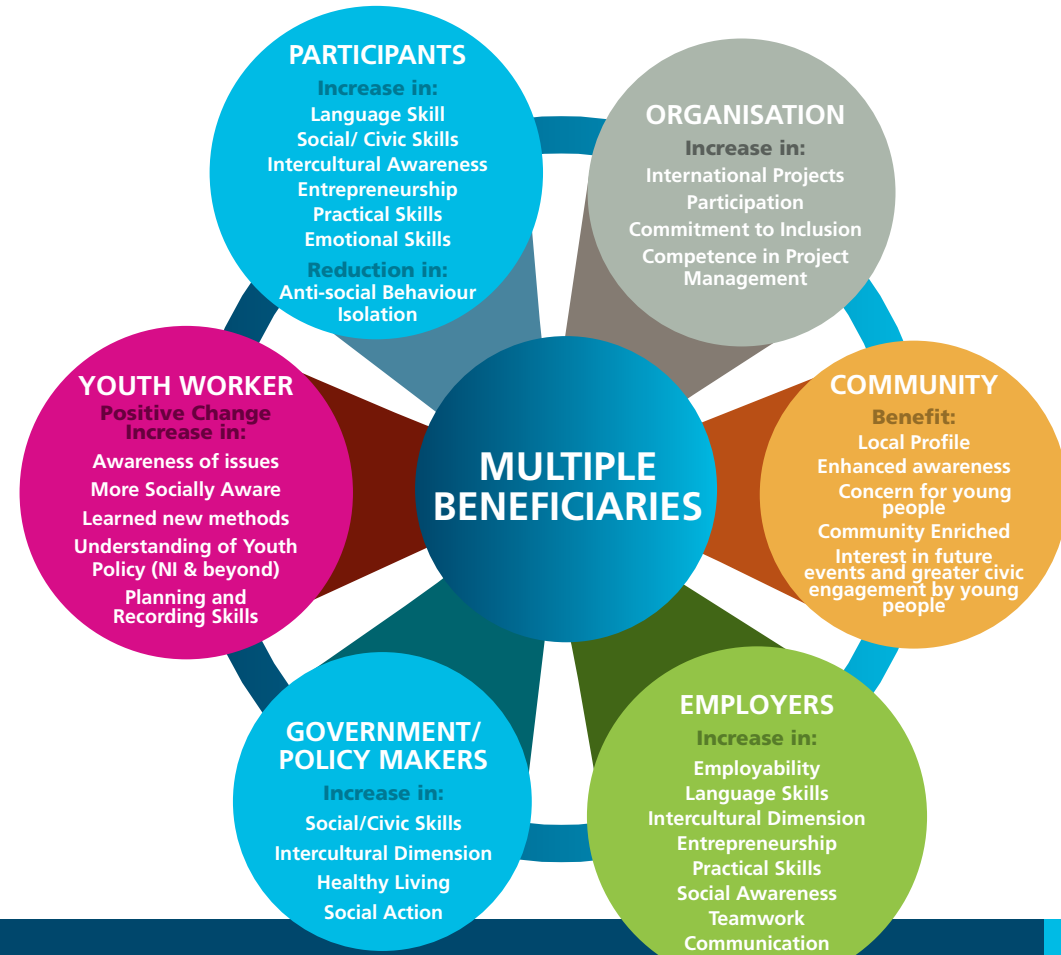 PARTICIPANTS
Increase in:
Language Skill
Social/ Civic Skills
Intercultural Awareness
Entrepreneurship
Practical Skills
Emotional Skills
Reduction in:
Anti-social Behaviour
Isolation
ORGANISATION
Increase in:
International Projects
Participation
Commitment to Inclusion
Competence in Project
Management
YOUTH WORKER
Positive Change
Increase in:
Awareness of issues
More Socially Aware
Learned new methods
Understanding of Youth
Policy (NI & beyond)
Planning and
Recording Skills
MULTIPLE
BENEFICIARIES
COMMUNITY
Benefit:
Local Profile
Enhanced awareness
Concern for young
people
Community Enriched
Interest in future
events and greater civic
engagement by young
people
GOVERNMENT/
POLICY MAKERS
Increase in:
Social/Civic Skills
Intercultural Dimension
Healthy Living
Social Action
EMPLOYERS
Increase in:
Employability
Language Skills
Intercultural Dimension
Entrepreneurship
Practical Skills
Social Awareness
Teamwork
Communication